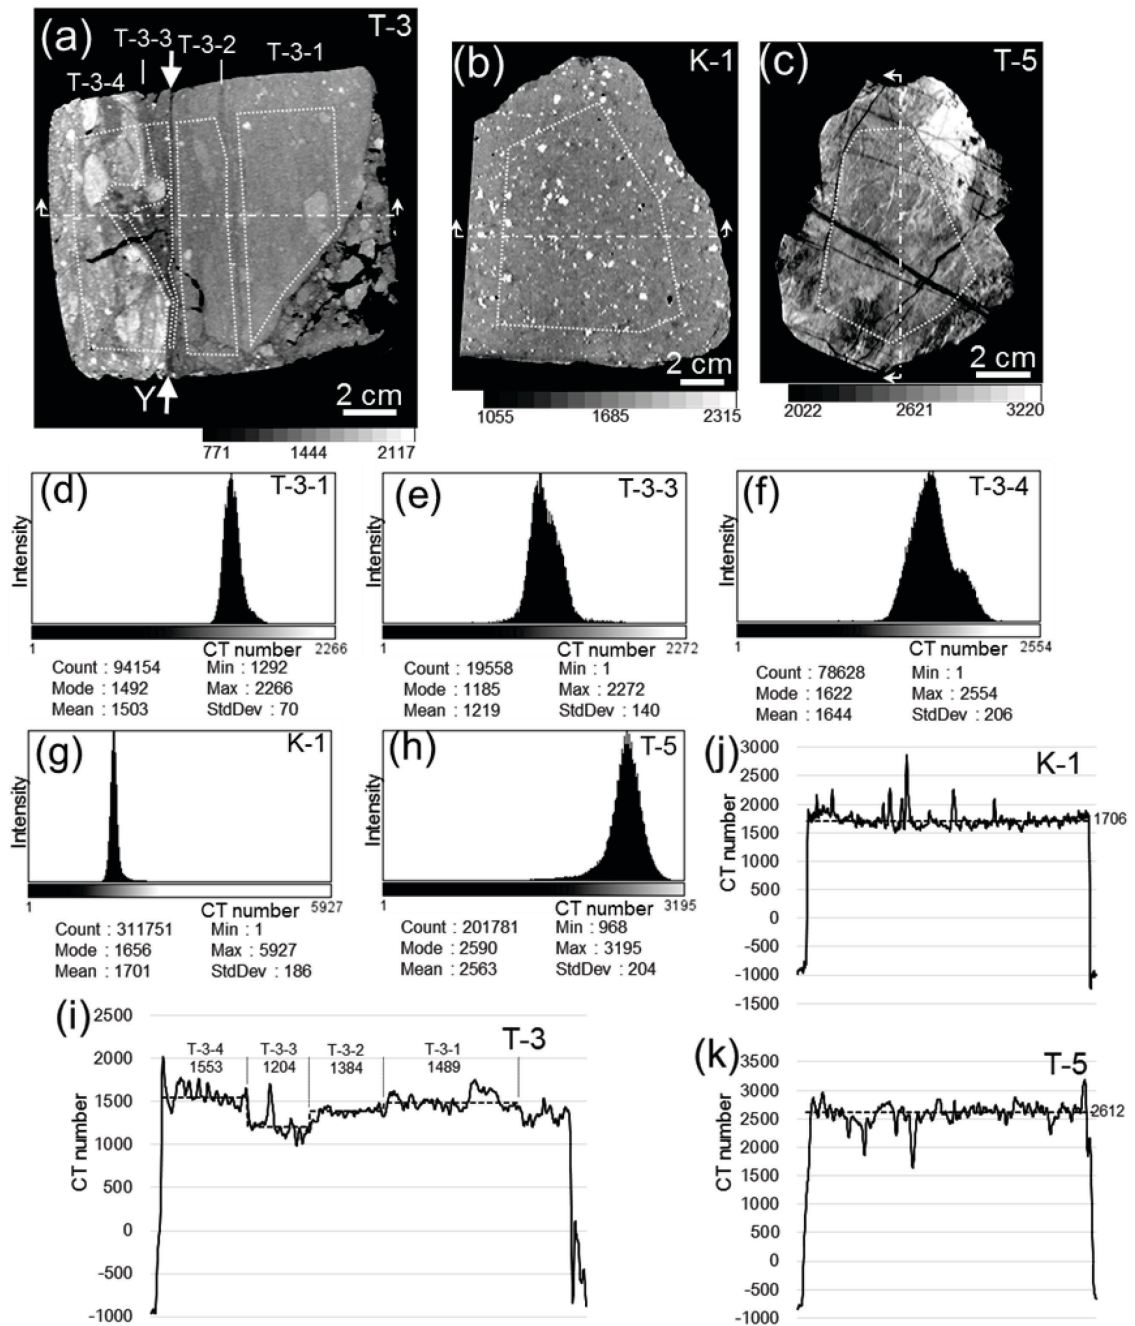 (a)
T-3
T-3-3
T-3-2
T-3-1
T-3-4
Y
2 cm
771 1444 2117
(b)
K-1
2 cm
1055 1685 2315
(c)
T-5
2 cm
2022 2621 3220
(d)
T-3-1
Intensity
1 CT number 2266
Count : 94154 Min : 1292
Mode : 1492 Max : 2266
Mean : 1503 StdDev : 70
(e)
T-3-3
Intensity
1 CT number 2272
Count : 19558 Min : 1
Mode : 1185 Max : 2272
Mean : 1219 StdDev : 140
(f)
T-3-4
Intensity
1 CT number 2554
Count : 78628 Min : 1
Mode : 1622 Max : 2554
Mean : 1644 StdDev : 206
(g)
K-1
Intensity
1 CT number 5927
Count : 311751 Min : 1
Mode : 1656 Max : 5927
Mean : 1701 StdDev : 186
(h)
T-5
Intensity
1 CT number 3195
Count : 201781 Min : 968
Mode : 2590 Max : 3195
Mean : 2563 StdDev : 204
(j)
K-1
CT number
3000
2500
2000
1500
1000
500
0
-500
-1000
-1500
1706
(i)
T-3
CT number
2500
2000
1500
1000
500
0
-500
-1000
T-3-4 T-3-3 T-3-2 T-3-1
1553 1204 1384 1489
(k)
T-5
CT number
3500
3000
2500
2000
1500
1000
500
0
-500
-1000
2612